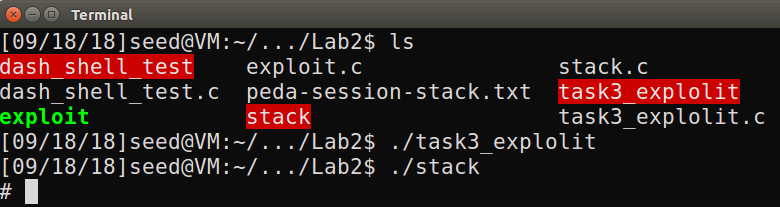 Terminal
[09/18/18]seed@VM:~/.../Lab2$ ls
dash_shell_test    exploit.c               stack.c
dash_shell_test.c  peda-session-stack.txt  task3_explolit
exploit            stack                   task3_explolit.c
[09/18/18]seed@VM:~/.../Lab2$ ./task3_explolit
[09/18/18]seed@VM:~/.../Lab2$ ./stack
#